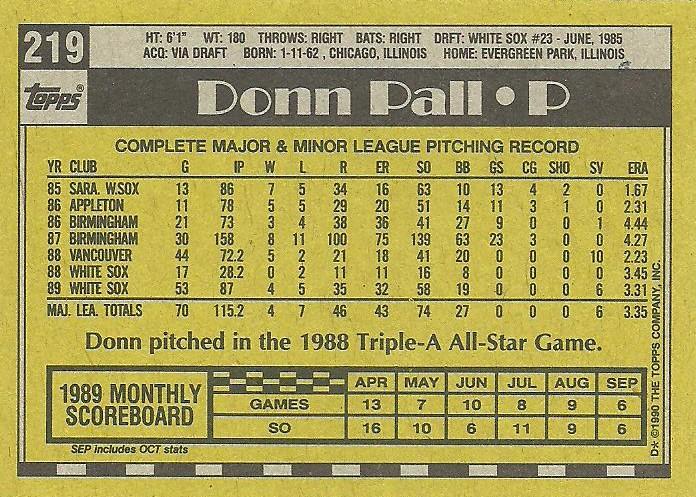 219
HT: 6'1" WT: 180 THROWS: RIGHT BATS: RIGHT DRFT: WHITE SOX #23 - JUNE, 1985
ACQ: VIA DRAFT BORN: 1-11-62 , CHICAGO, ILLINOIS HOME: EVERGREEN PARK, ILLINOIS
topps®
Donn Pall • P
COMPLETE MAJOR & MINOR LEAGUE PITCHING RECORD
YR CLUB G IP W L R ER SO BB GS CG SHO SV ERA
85 SARA. W.SOX 13 86 7 5 34 16 63 10 13 4 2 0 1.67
86 APPLETON 11 78 5 5 29 20 51 14 11 3 1 0 2.31
86 BIRMINGHAM 21 73 3 4 38 36 41 27 9 0 0 1 4.44
87 BIRMINGHAM 30 158 8 11 100 75 139 63 23 3 0 0 4.27
88 VANCOUVER 44 72.2 5 2 21 18 41 20 0 0 0 10 2.23
88 WHITE SOX 17 28.2 0 2 11 11 16 8 0 0 0 0 3.45
89 WHITE SOX 53 87 4 5 35 32 58 19 0 0 0 6 3.31
MAJ. LEA. TOTALS 70 115.2 4 7 46 43 74 27 0 0 0 6 3.35
Donn pitched in the 1988 Triple-A All-Star Game.
1989 MONTHLY SCOREBOARD
APR MAY JUN JUL AUG SEP
GAMES 13 7 10 8 9 6
SO 16 10 6 11 9 6
SEP includes OCT stats
D* ©1990 THE TOPPS COMPANY, INC.